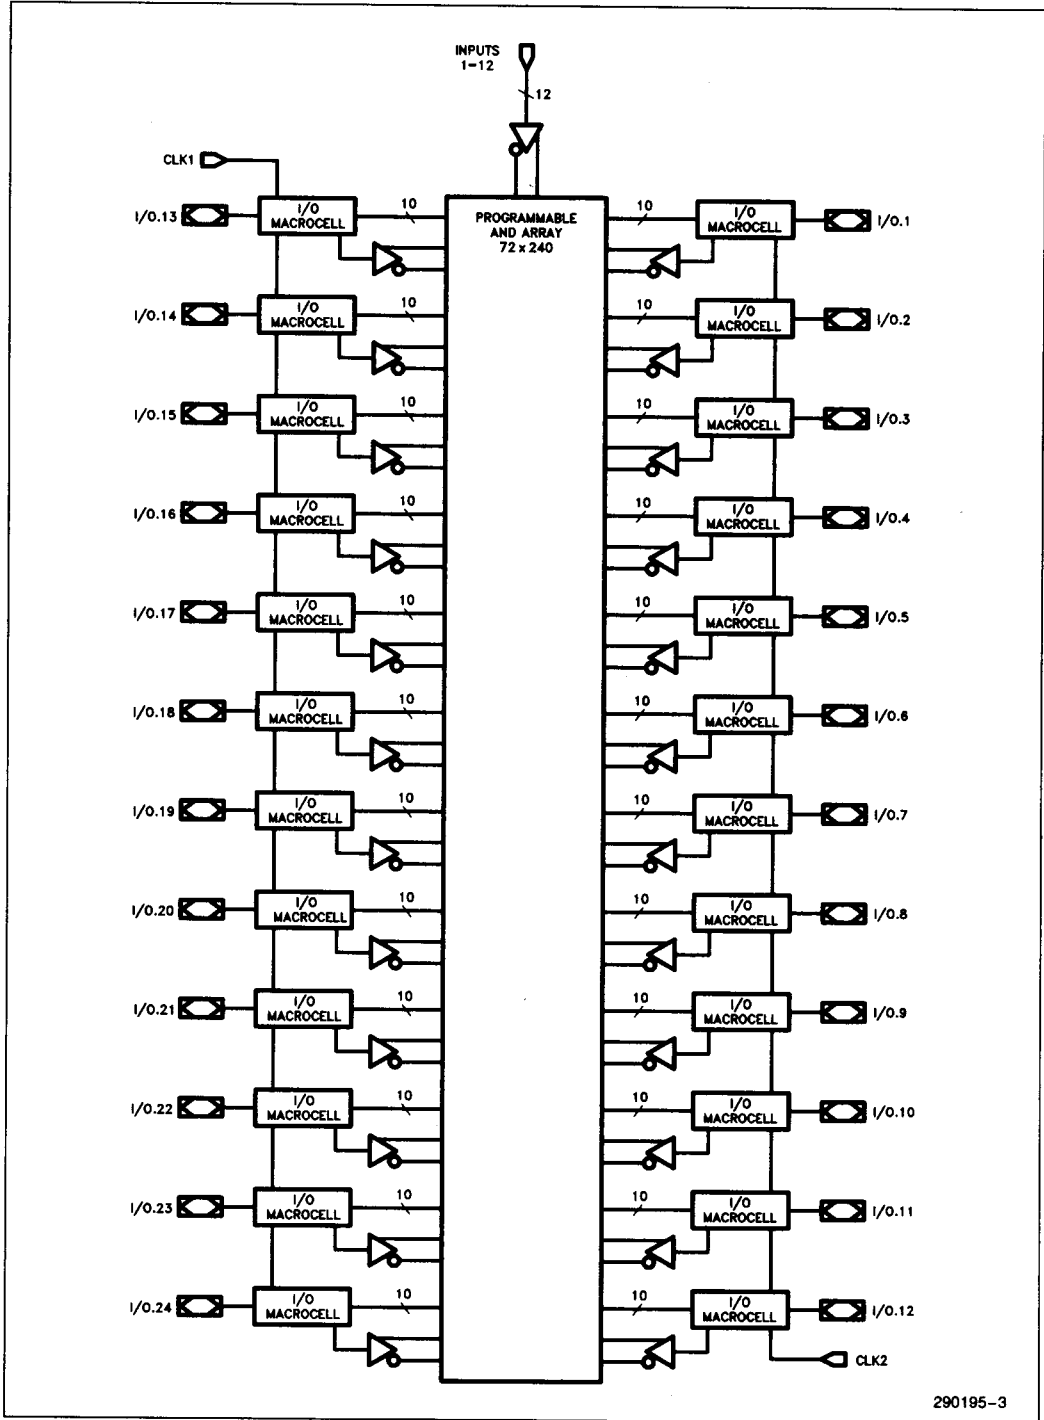 INPUTS
1-12
12
CLK1
PROGRAMMABLE
AND ARRAY
72 x 240
I/O.13
I/O
MACROCELL
10
10
I/O
MACROCELL
I/O.1
I/O.14
I/O
MACROCELL
10
10
I/O
MACROCELL
I/O.2
I/O.15
I/O
MACROCELL
10
10
I/O
MACROCELL
I/O.3
I/O.16
I/O
MACROCELL
10
10
I/O
MACROCELL
I/O.4
I/O.17
I/O
MACROCELL
10
10
I/O
MACROCELL
I/O.5
I/O.18
I/O
MACROCELL
10
10
I/O
MACROCELL
I/O.6
I/O.19
I/O
MACROCELL
10
10
I/O
MACROCELL
I/O.7
I/O.20
I/O
MACROCELL
10
10
I/O
MACROCELL
I/O.8
I/O.21
I/O
MACROCELL
10
10
I/O
MACROCELL
I/O.9
I/O.22
I/O
MACROCELL
10
10
I/O
MACROCELL
I/O.10
I/O.23
I/O
MACROCELL
10
10
I/O
MACROCELL
I/O.11
I/O.24
I/O
MACROCELL
10
10
I/O
MACROCELL
I/O.12
CLK2
290195-3